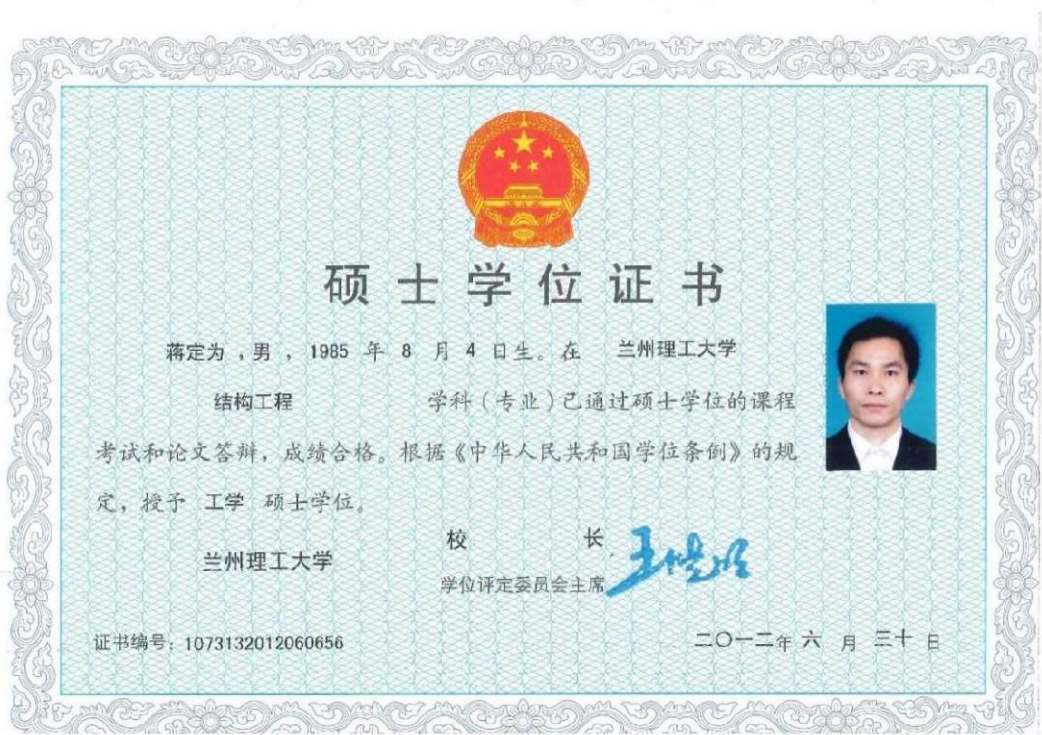 硕士学位证书
蒋定为，男，1985 年 8 月 4 日生。在 兰州理工大学
结构工程 学科（专业）已通过硕士学位的课程
考试和论文答辩，成绩合格。根据《中华人民共和国学位条例》的规
定，授予 工学 硕士学位。
兰州理工大学
校 长
学位评定委员会主席
证书编号：1073132012060656
二〇一二年 六 月 三十 日